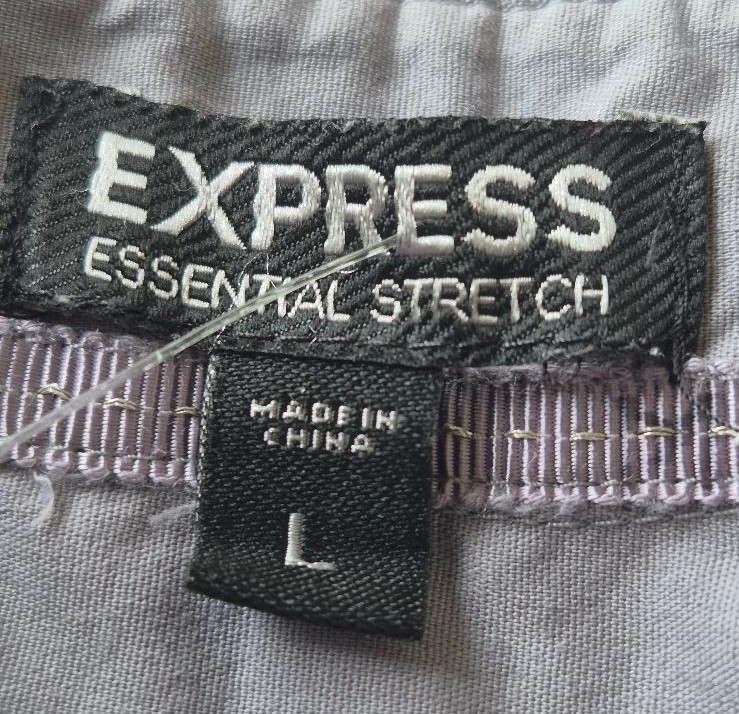 EXPRESS
ESSENTIAL STRETCH
MADE IN
CHINA
L